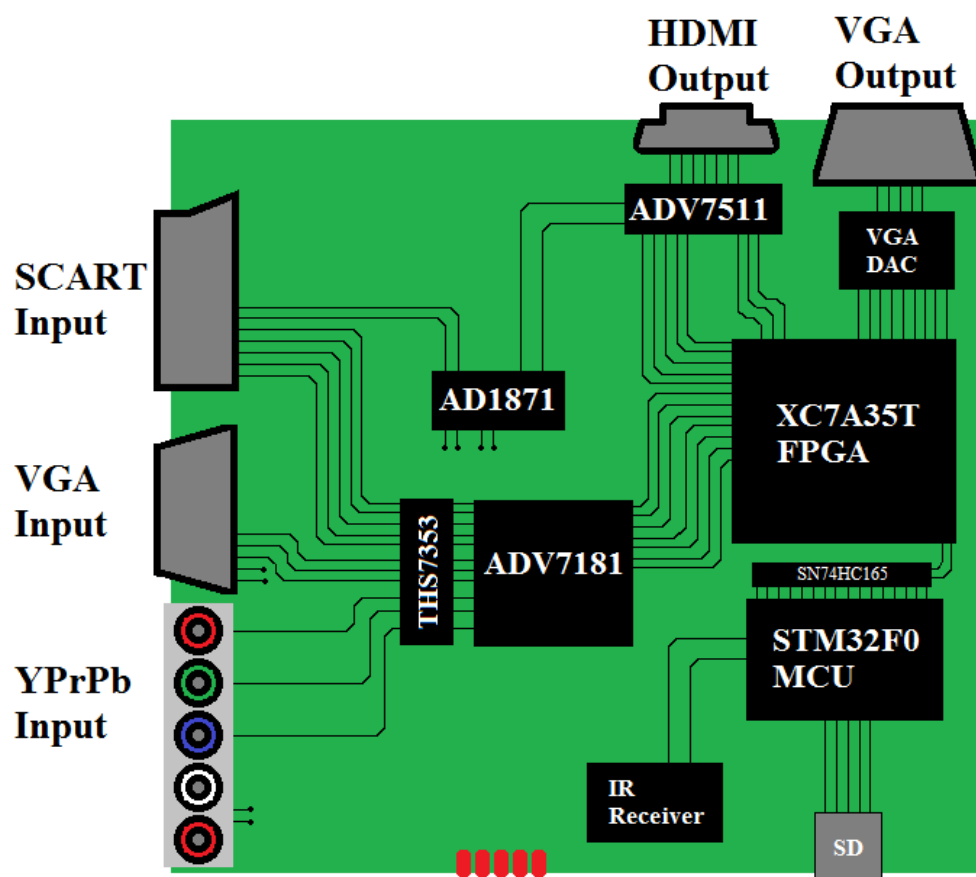 HDMI
Output
VGA
Output
ADV7511
VGA
DAC
SCART
Input
AD1871
XC7A35T
FPGA
VGA
Input
THS7353
ADV7181
SN74HC165
STM32F0
MCU
YPrPb
Input
IR
Receiver
SD